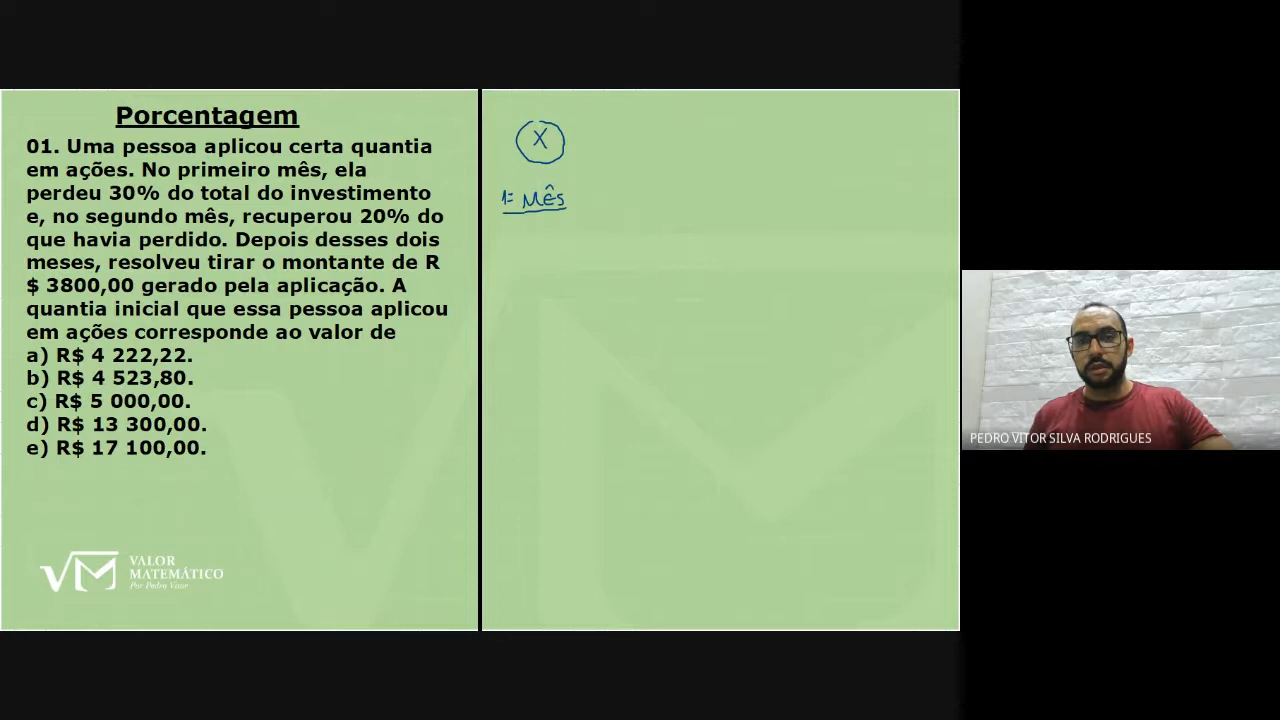 Porcentagem
01. Uma pessoa aplicou certa quantia
em ações. No primeiro mês, ela
perdeu 30% do total do investimento
e, no segundo mês, recuperou 20% do
que havia perdido. Depois desses dois
meses, resolveu tirar o montante de R
$ 3800,00 gerado pela aplicação. A
quantia inicial que essa pessoa aplicou
em ações corresponde ao valor de
a) R$ 4 222,22.
b) R$ 4 523,80.
c) R$ 5 000,00.
d) R$ 13 300,00.
e) R$ 17 100,00.
VM VALOR
MATEMÁTICO
Por Pedro Vitor
X
1= MÊS
PEDRO VITOR SILVA RODRIGUES